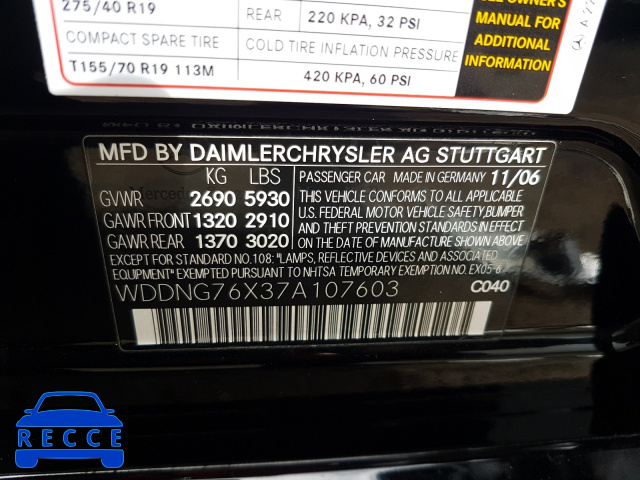 275/40 R19
REAR 220 KPA, 32 PSI
COMPACT SPARE TIRE COLD TIRE INFLATION PRESSURE
T155/70 R19 113M 420 KPA, 60 PSI
SEE OWNER'S
MANUAL FOR
ADDITIONAL
INFORMATION
MFD BY DAIMLERCHRYSLER AG STUTTGART
KG LBS
GVWR 2690 5930
GAWR FRONT 1320 2910
GAWR REAR 1370 3020
PASSENGER CAR MADE IN GERMANY 11/06
THIS VEHICLE CONFORMS TO ALL APPLICABLE
U.S. FEDERAL MOTOR VEHICLE SAFETY, BUMPER
AND THEFT PREVENTION STANDARDS IN EFFECT
ON THE DATE OF MANUFACTURE SHOWN ABOVE.
EXCEPT FOR STANDARD NO.108: "LAMPS, REFLECTIVE DEVICES AND ASSOCIATED
EQUIPMENT" EXEMPTED PURSUANT TO NHTSA TEMPORARY EXEMPTION NO. EX05-6
WDDNG76X37A107603 C040
RECCE